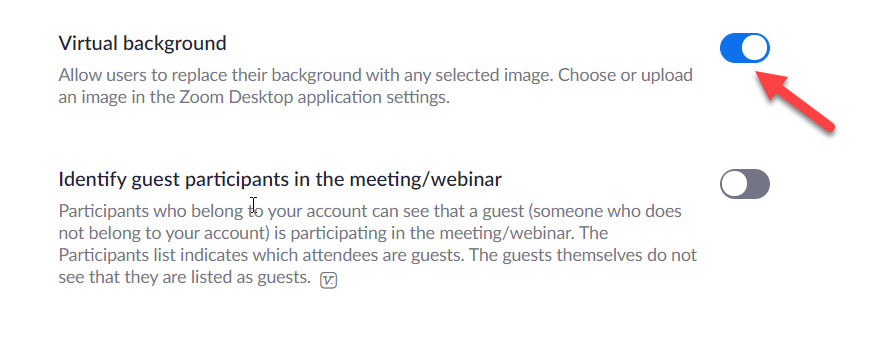 Virtual background
Allow users to replace their background with any selected image. Choose or upload
an image in the Zoom Desktop application settings.
Identify guest participants in the meeting/webinar
Participants who belong to your account can see that a guest (someone who does
not belong to your account) is participating in the meeting/webinar. The
Participants list indicates which attendees are guests. The guests themselves do not
see that they are listed as guests. v: